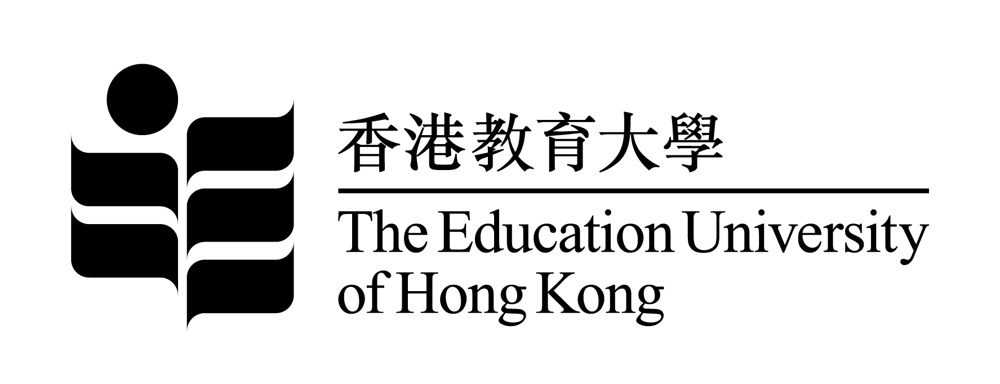 香港教育大學
The Education University
of Hong Kong